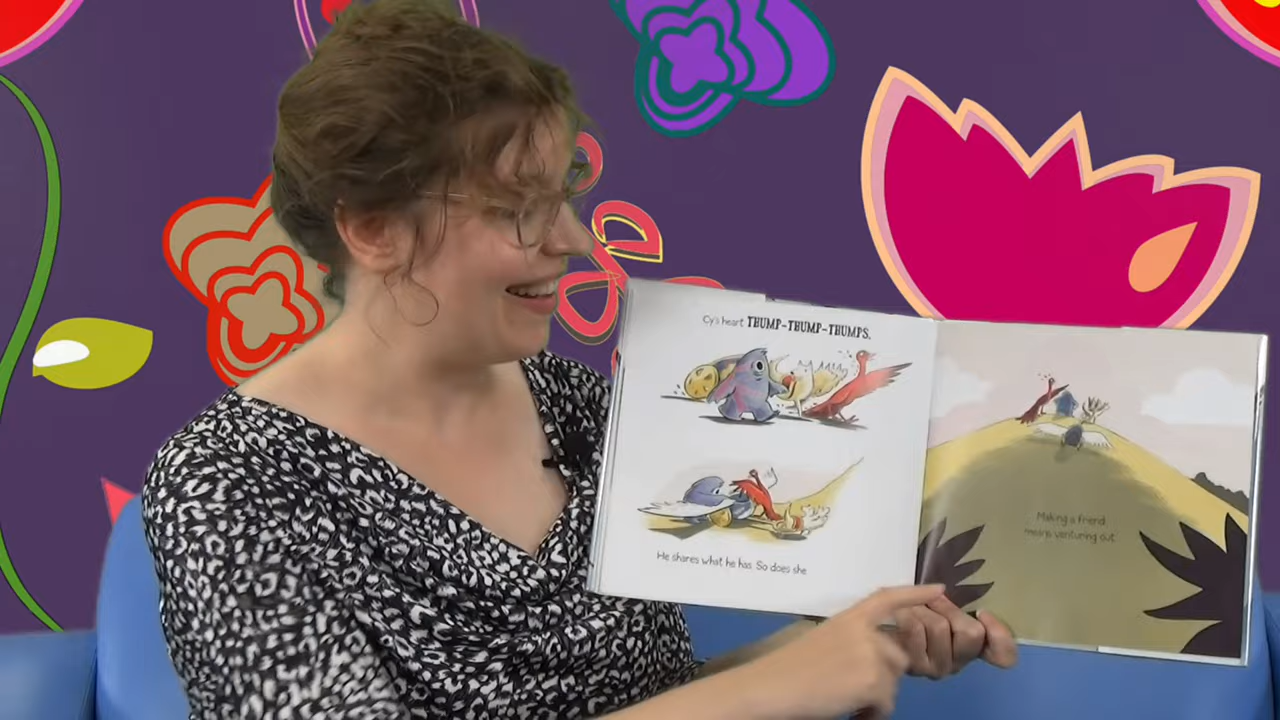 Cy's heart THUMP-THUMP-THUMPS.
He shares what he has. So does she.
Making a friend
means venturing out